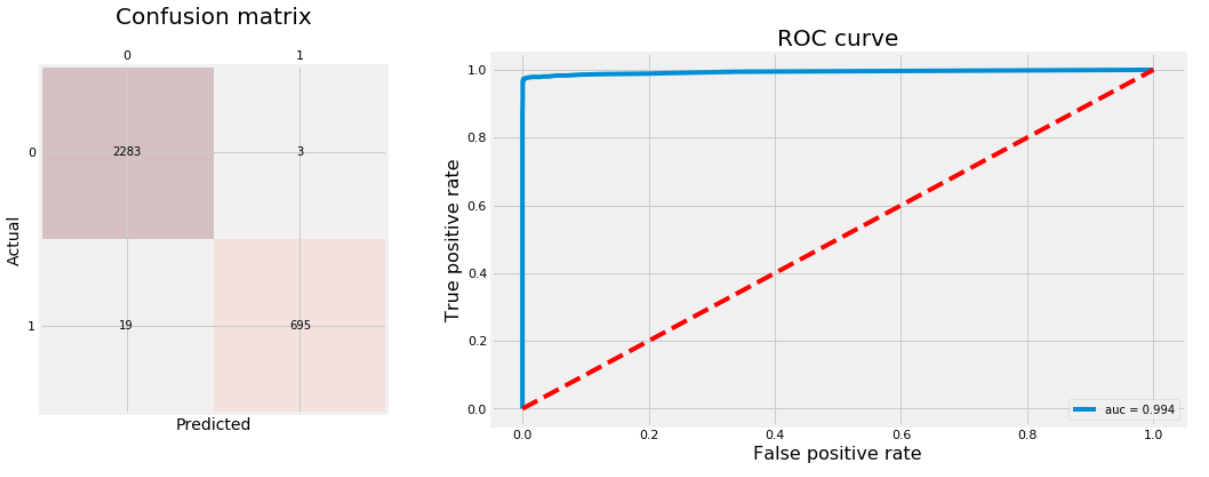 Confusion matrix
0 1
0 2283 3
Actual
1 19 695
Predicted
ROC curve
1.0
0.8
0.6
0.4
0.2
0.0
True positive rate
auc = 0.994
0.0 0.2 0.4 0.6 0.8 1.0
False positive rate